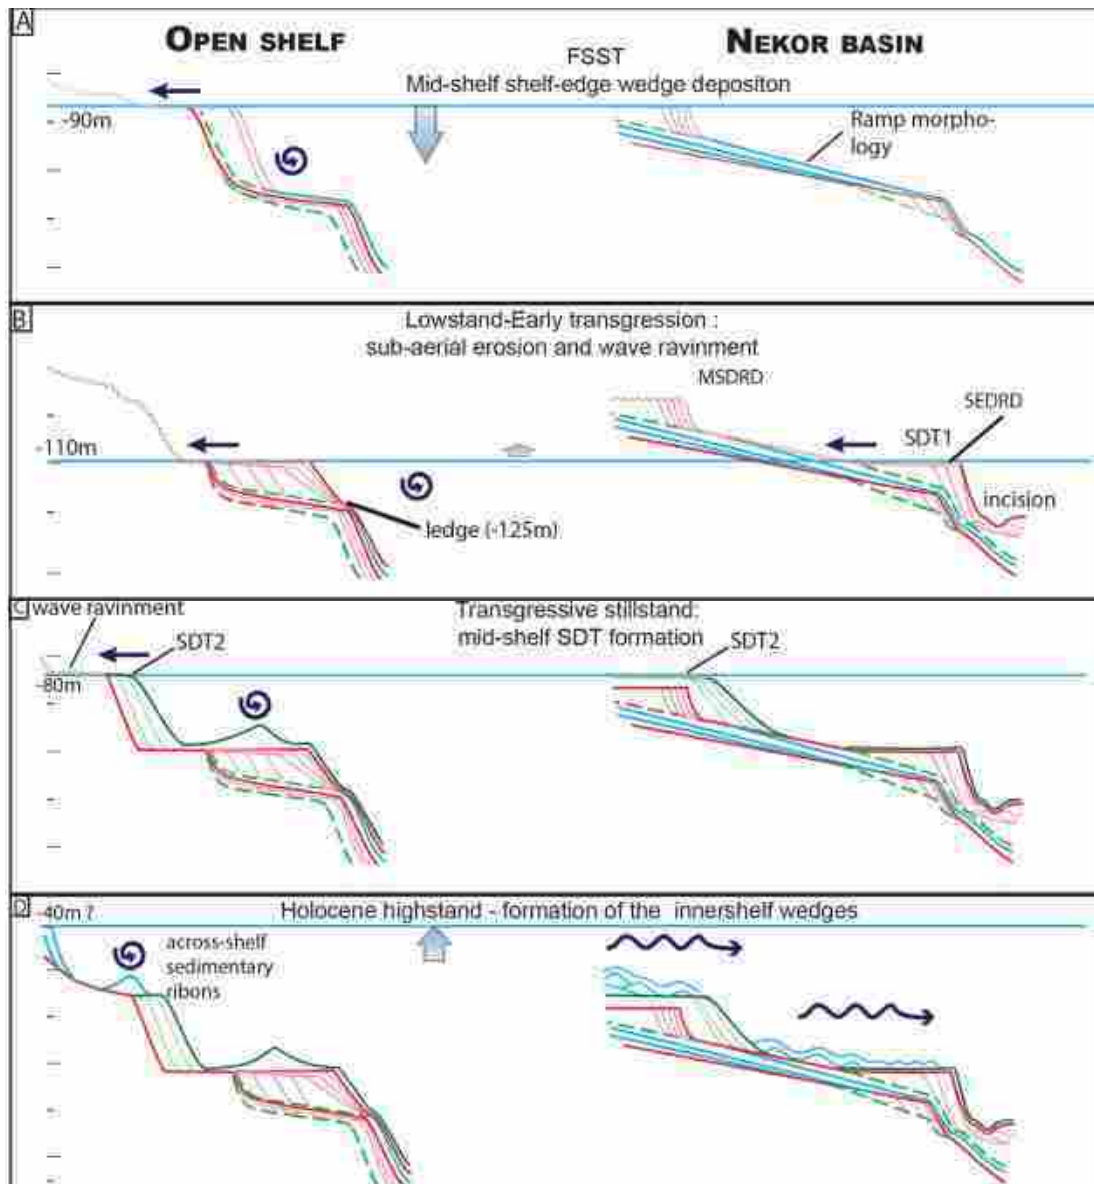 A
OPEN SHELF
NEKOR BASIN
FSST
Mid-shelf shelf-edge wedge depositon
-90m
Ramp morpho-
logy
B
Lowstand-Early transgression :
sub-aerial erosion and wave ravinment
MSDRD
SEDRD
-110m
SDT1
incision
ledge (-125m)
C
wave ravinment
Transgressive stillstand:
mid-shelf SDT formation
SDT2
SDT2
-80m
D
-40m ?
Holocene highstand - formation of the innershelf wedges
across-shelf
sedimentary
ribons